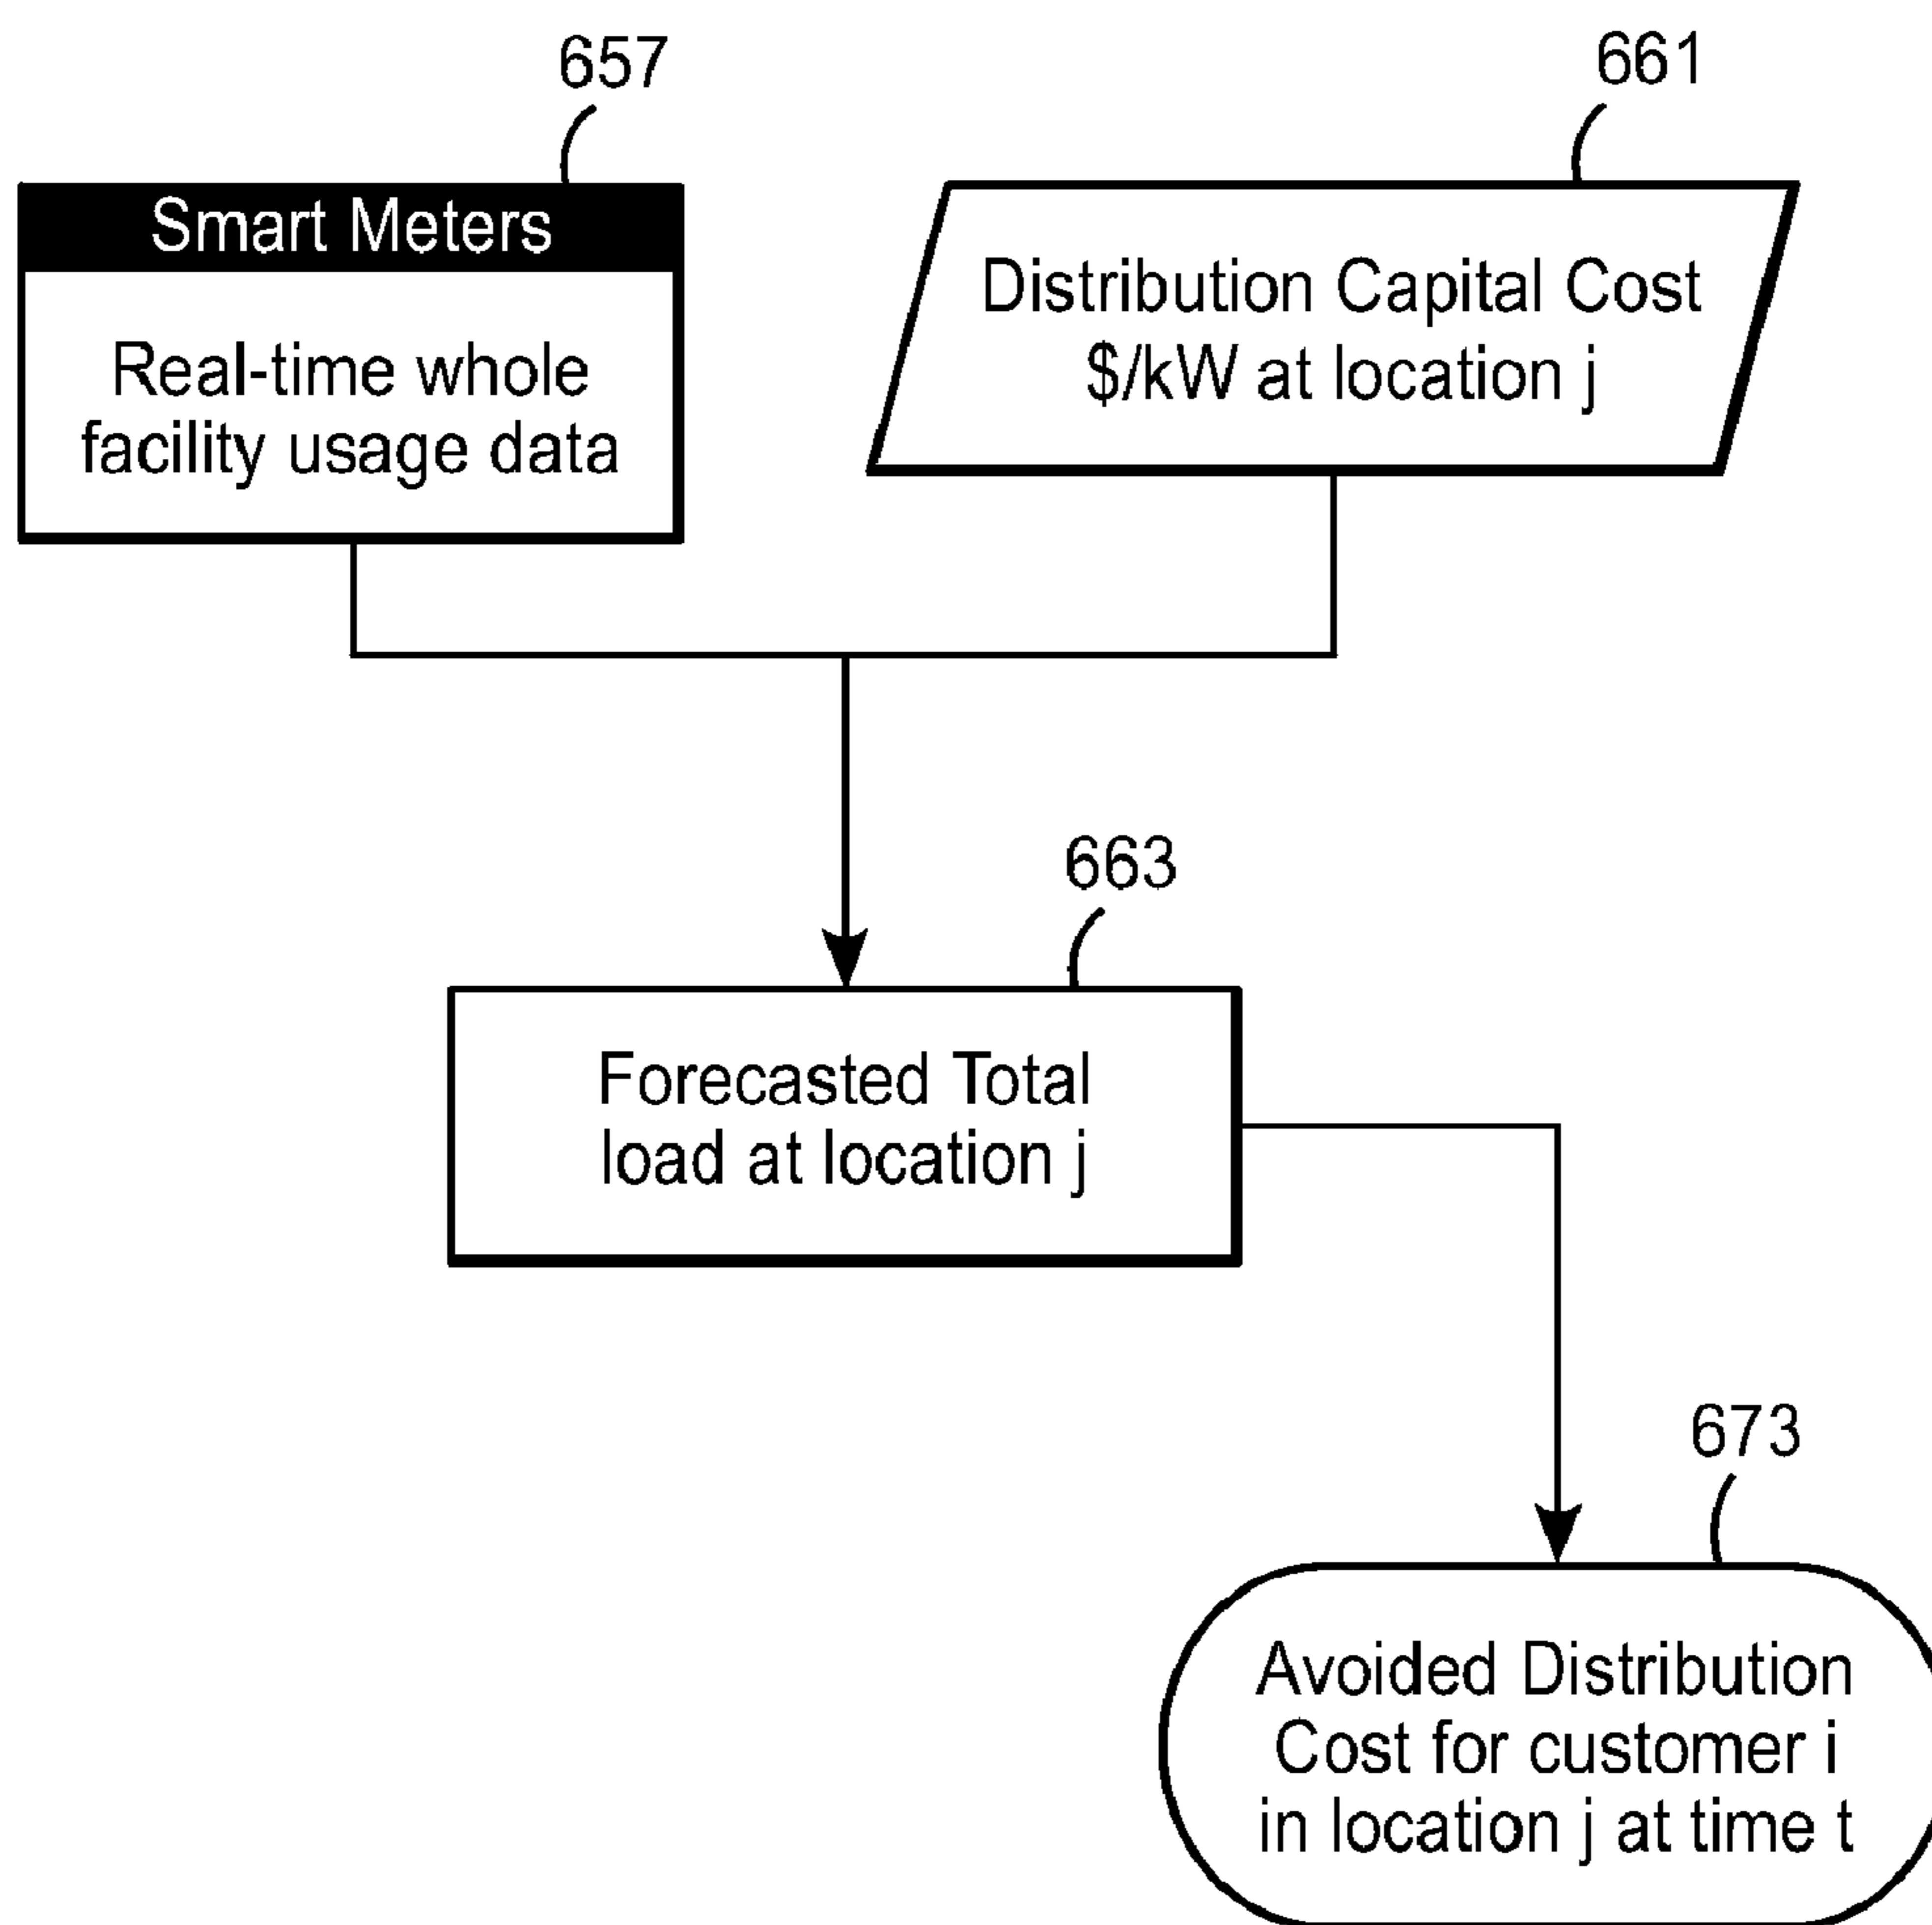 657
661
Smart Meters
Real-time whole
facility usage data
Distribution Capital Cost
$/kW at location j
663
Forecasted Total
load at location j
673
Avoided Distribution
Cost for customer i
in location j at time t